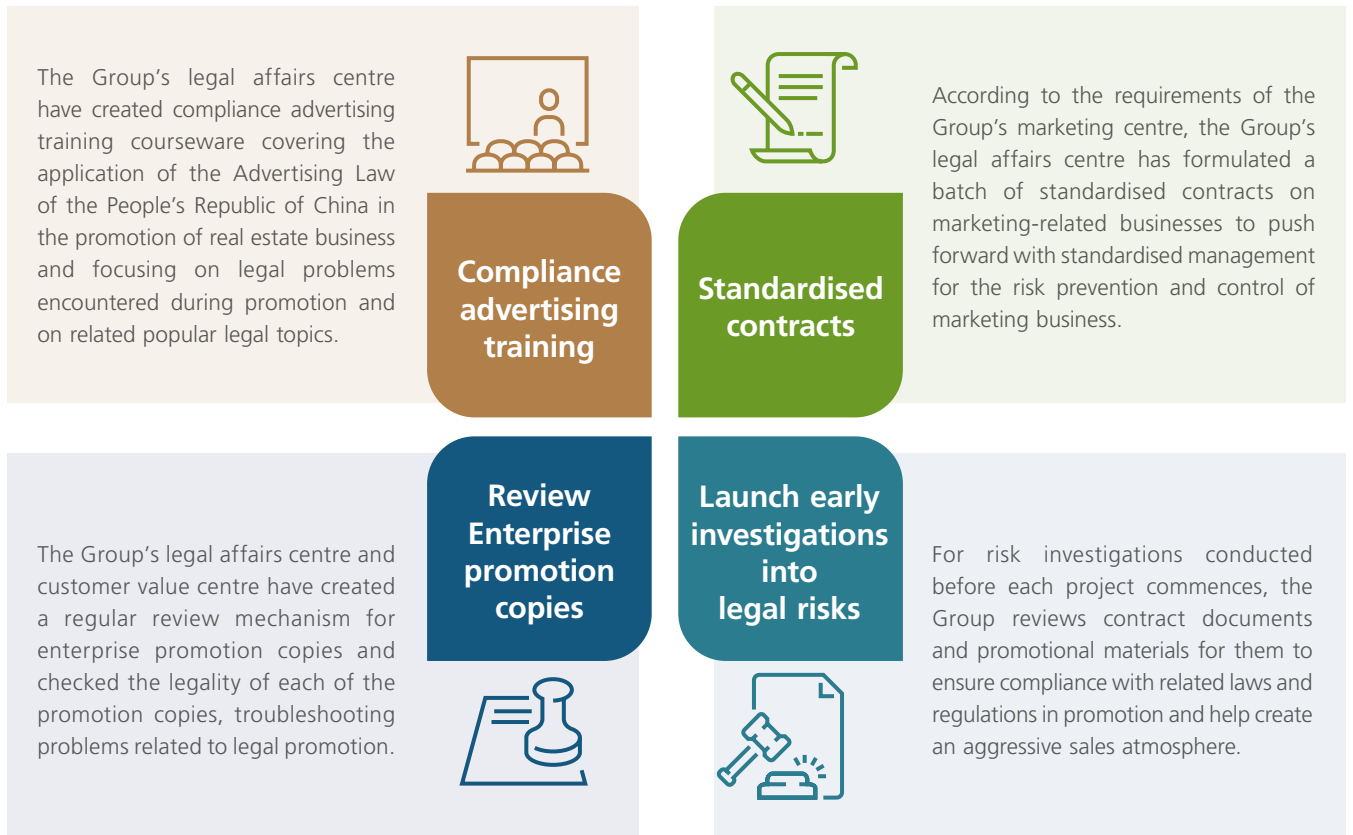 The Group's legal affairs centre
have created compliance advertising
training courseware covering the
application of the Advertising Law
of the People's Republic of China in
the promotion of real estate business
and focusing on legal problems
encountered during promotion and
on related popular legal topics.
Compliance
advertising
training
Standardised
contracts
According to the requirements of the
Group's marketing centre, the Group's
legal affairs centre has formulated a
batch of standardised contracts on
marketing-related businesses to push
forward with standardised management
for the risk prevention and control of
marketing business.
The Group's legal affairs centre and
customer value centre have created
a regular review mechanism for
enterprise promotion copies and
checked the legality of each of the
promotion copies, troubleshooting
problems related to legal promotion.
Review
Enterprise
promotion
copies
Launch early
investigations
into
legal risks
For risk investigations conducted
before each project commences, the
Group reviews contract documents
and promotional materials for them to
ensure compliance with related laws and
regulations in promotion and help create
an aggressive sales atmosphere.